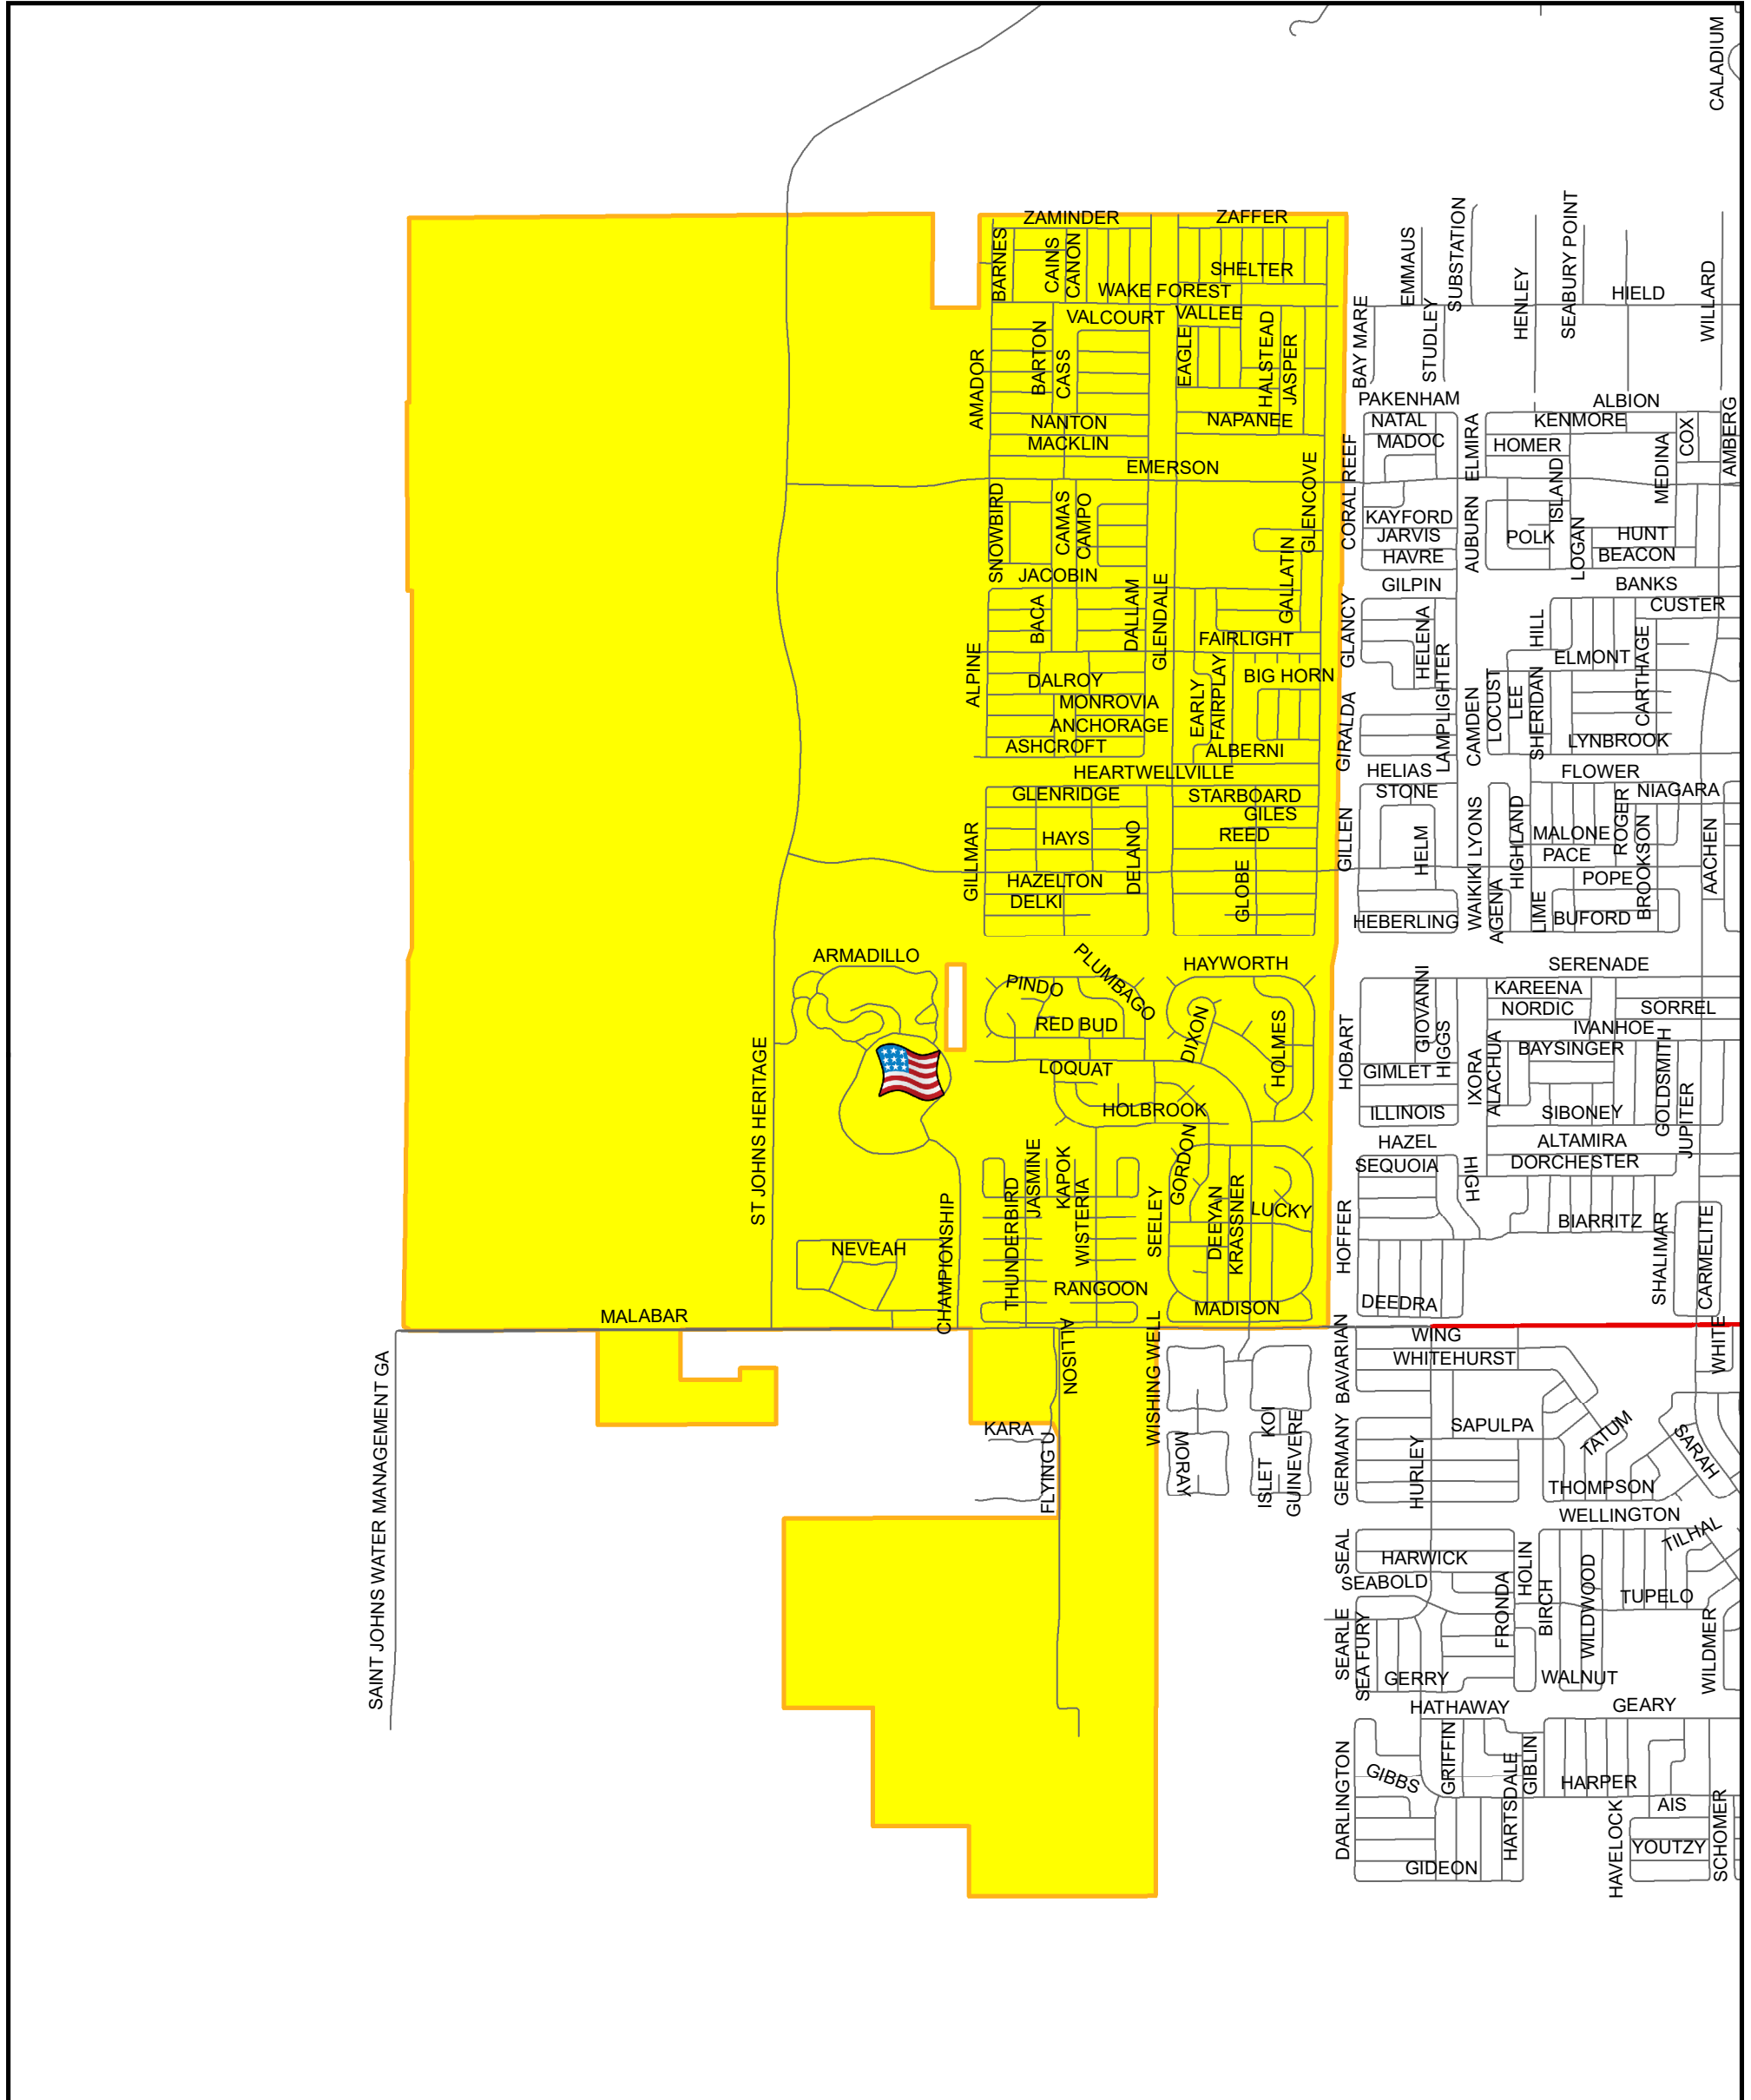 CALADIUM
ZAMINDER
ZAFFER
BARNES
CAINS
CANON
SHELTER
WAKE FOREST
EMMAUS
SUBSTATION
SEABURY POINT
HENLEY
HIELD
WILLARD
VALCOURT
VALLEE
BAY MARE
STUDLEY
AMADOR
BARTON
CASS
EAGLE
HALSTEAD
JASPER
PAKENHAM
ALBION
NANTON
NAPANEE
NATAL
KENMORE
COX
AMBERG
MACKLIN
MADOC
ELMIRA
HOMER
MEDINA
EMERSON
GLENCOVE
CORAL REEF
ISLAND
SNOWBIRD
CAMAS
CAMPO
KAYFORD
JARVIS
HAVRE
AUBURN
POLK
LOGAN
HUNT
BEACON
JACOBIN
GALLATIN
GILPIN
BANKS
BACA
DALLAM
GLENDALE
GLANCY
HELENA
HILL
CUSTER
FAIRLIGHT
ALPINE
DALROY
BIG HORN
ELMONT
CARTHAGE
MONROVIA
EARLY
FAIRPLAY
GIRALDA
LAMPLIGHTER
CAMDEN
LOCUST
LEE
SHERIDAN
ANCHORAGE
ASHCROFT
ALBERNI
LYNBROOK
HEARTWELLVILLE
HELIAS
FLOWER
GLENRIDGE
STARBOARD
STONE
NIAGARA
GILES
GILLMAR
HAYS
DELANO
REED
GILLEN
HELM
LYONS
HIGHLAND
MALONE
ROGER
BROOKSON
AACHEN
PACE
HAZELTON
GLOBE
WAIKIKI
AGENA
LIME
POPE
DELKI
HEBERLING
BUFORD
ARMADILLO
PLUMBAGO
HAYWORTH
SERENADE
PINDO
GIOVANNI
KAREENA
NORDIC
SORREL
RED BUD
DIXON
HOLMES
HOBART
HIGGS
IVANHOE
ST JOHNS HERITAGE
LOQUAT
GIMLET
IXORA
ALACHUA
BAYSINGER
GOLDSMITH
HOLBROOK
ILLINOIS
SIBONEY
JUPITER
JASMINE
KAPOK
GORDON
HAZEL
ALTAMIRA
SEQUOIA
HIGH
DORCHESTER
CHAMPIONSHIP
THUNDERBIRD
WISTERIA
SEELEY
DEEYAN
KRASSNER
LUCKY
HOFFER
BIARRITZ
SHALIMAR
CARMELITE
NEVEAH
RANGOON
MADISON
DEEDRA
MALABAR
ALLISON
WISHING WELL
BAVARIAN
WING
WHITE
WHITEHURST
SAINT JOHNS WATER MANAGEMENT GA
KARA
FLYING U
MORAY
KOI
ISLET
GUINEVERE
GERMANY
HURLEY
SAPULPA
TATUM
SARAH
THOMPSON
WELLINGTON
TILHAL
SEAL
HARWICK
HOLIN
SEABOLD
FRONDA
BIRCH
WILDWOOD
TUPELO
SEARLE
SEA FURY
GERRY
WALNUT
WILDMER
HATHAWAY
GEARY
DARLINGTON
GIBBS
GRIFFIN
HARTSDALE
GIBLIN
HARPER
HAVELOCK
AIS
YOUTZY
SCHOMER
GIDEON